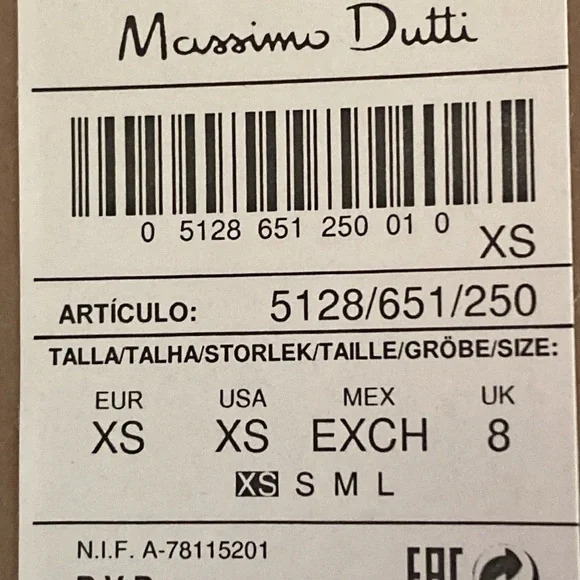 Massimo Dutti
0 5128 651 250 01 0 XS
ARTÍCULO: 5128/651/250
TALLA/TALHA/STORLEK/TAILLE/GRÖBE/SIZE:
EUR USA MEX UK
XS XS EXCH 8
XS S M L
N.I.F. A-78115201
EAC